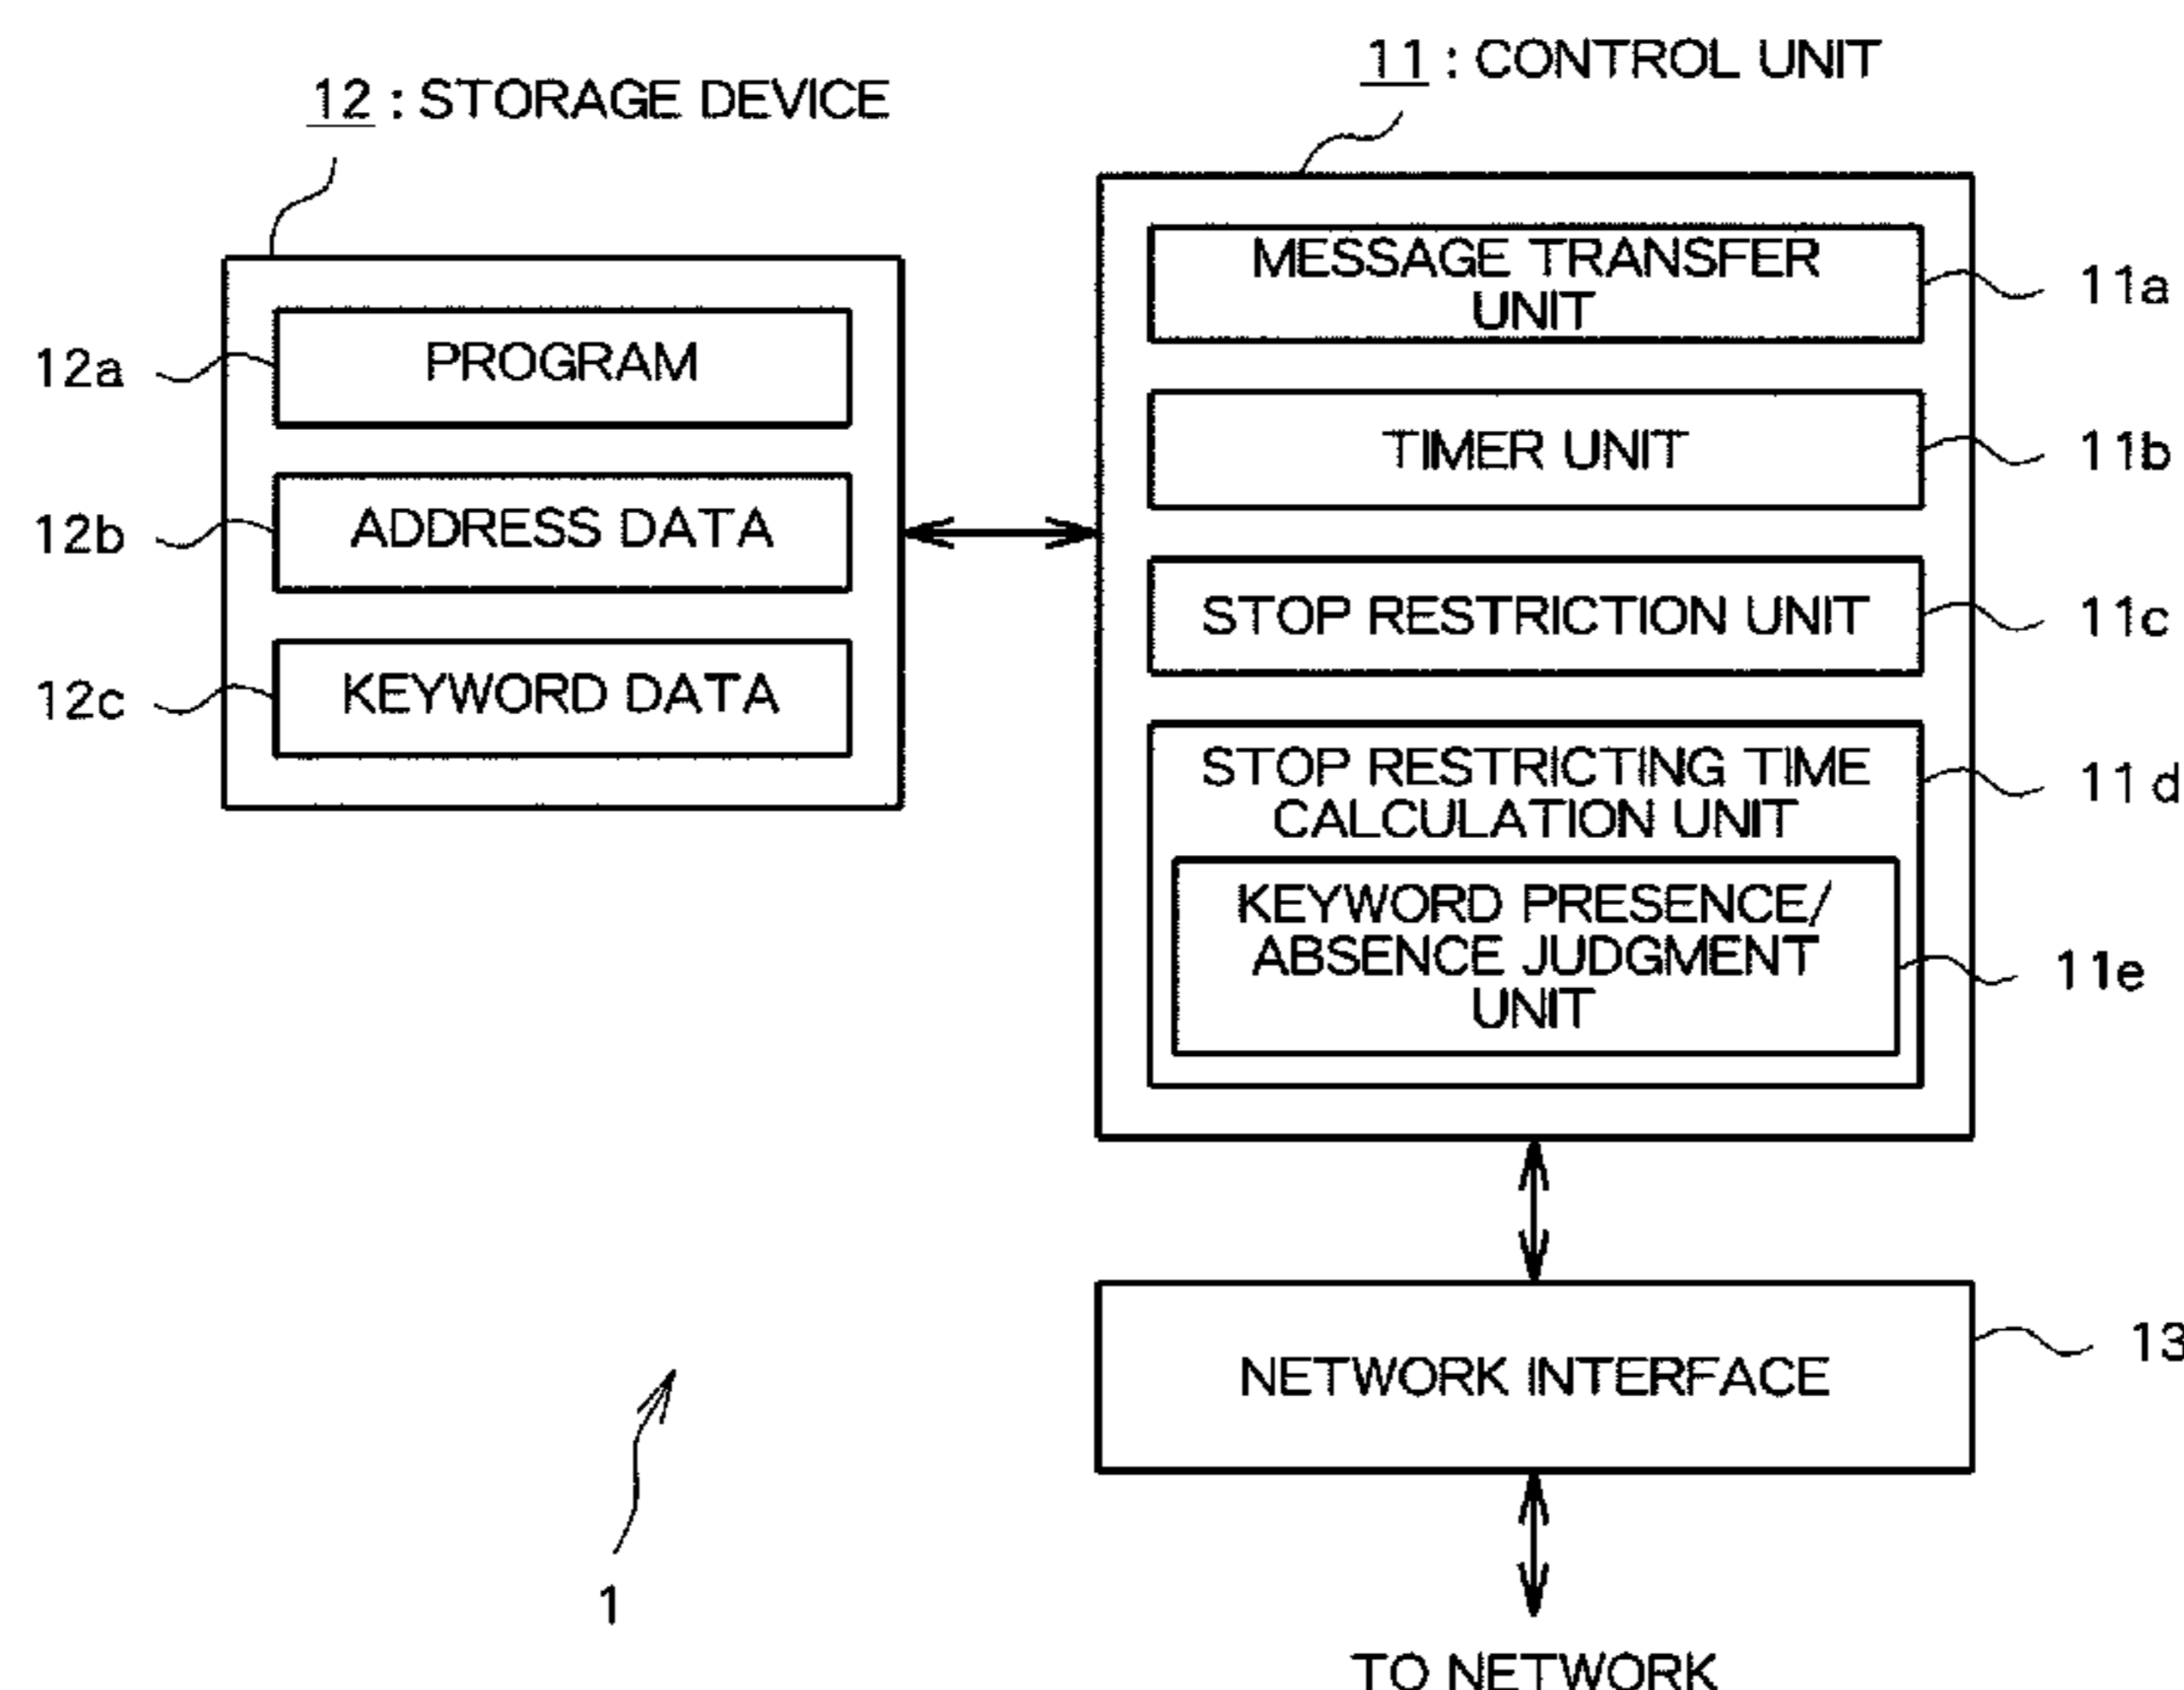 12 : STORAGE DEVICE
12a
PROGRAM
12b
ADDRESS DATA
12c
KEYWORD DATA
11 : CONTROL UNIT
MESSAGE TRANSFER
UNIT
11a
TIMER UNIT
11b
STOP RESTRICTION UNIT
11c
STOP RESTRICTING TIME
CALCULATION UNIT
11d
KEYWORD PRESENCE/
ABSENCE JUDGMENT
UNIT
11e
NETWORK INTERFACE
13
1
TO NETWORK